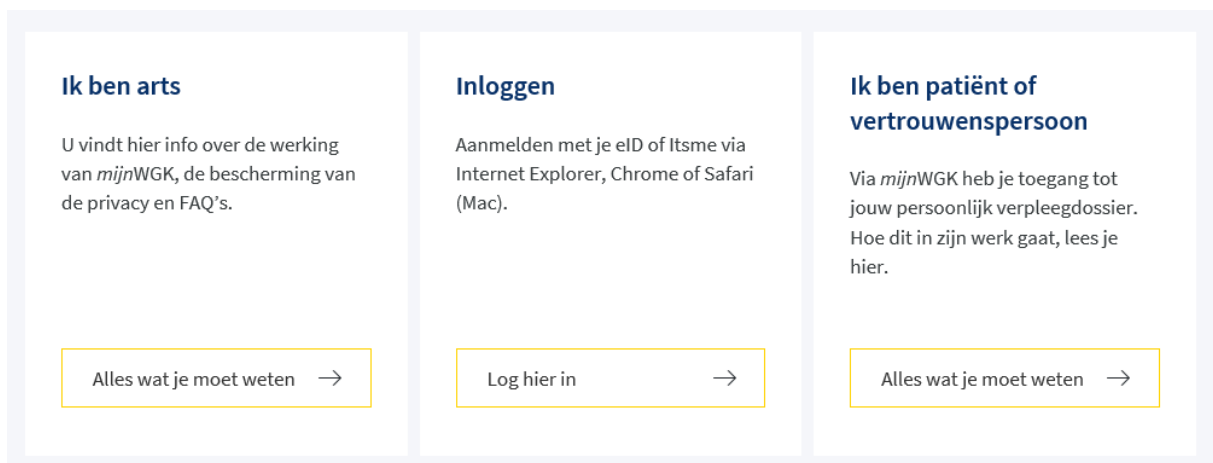 Ik ben arts
U vindt hier info over de werking
van mijnWGK, de bescherming van
de privacy en FAQ’s.
Alles wat je moet weten
Inloggen
Aanmelden met je eID of Itsme via
Internet Explorer, Chrome of Safari
(Mac).
Log hier in
Ik ben patiënt of
vertrouwenspersoon
Via mijnWGK heb je toegang tot
jouw persoonlijk verpleegdossier.
Hoe dit in zijn werk gaat, lees je
hier.
Alles wat je moet weten